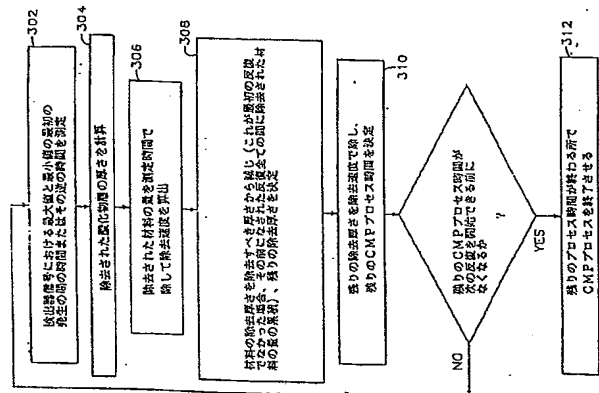 302
検出器信号における最大値と最小値の最初の
発生の間の時間またはその逆の時間を測定
304
除去された酸化物層の厚さを計算
306
除去された材料の量を測定時間で
除して除去速度を算出
308
材料の除去厚さを除去すべき厚さから減じ(これが最初の反復
でなかった場合、その前になされた反復全ての間に除去された材
料の量の累積)、残りの除去厚さを決定
310
残りの除去厚さを除去速度で除し、
残りのCMPプロセス時間を決定
残りのCMPプロセス時間が
次の反復を開始できる前に
なくなるか
?
NO
YES
312
残りのプロセス時間が終わる所で
CMPプロセスを終了させる